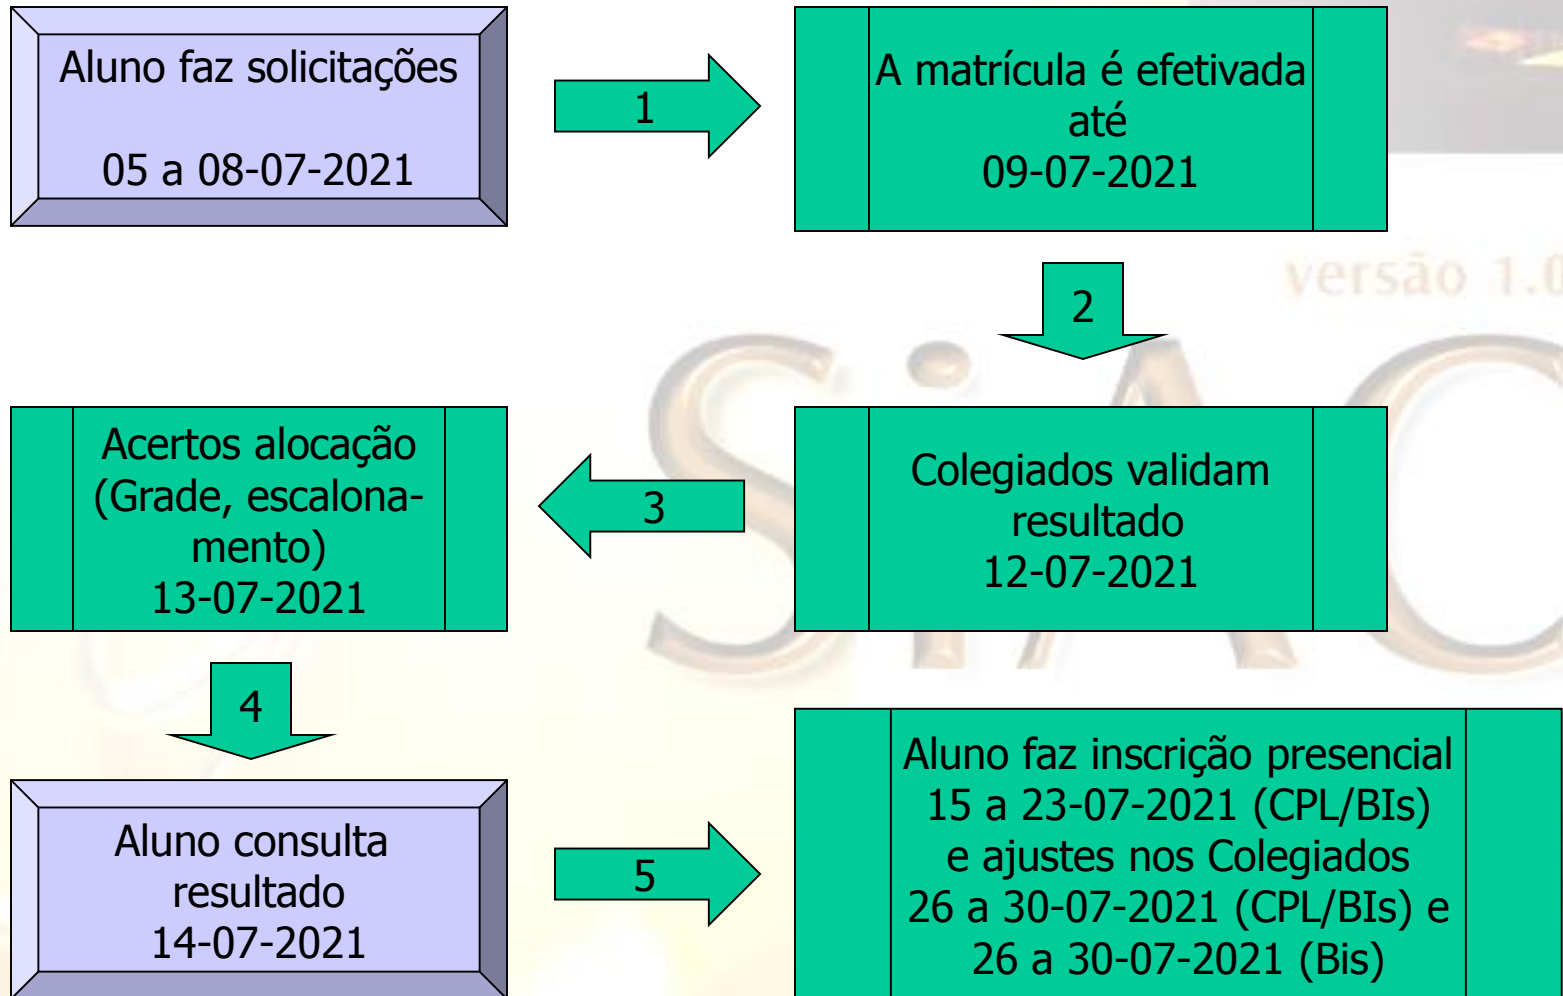 Aluno faz solicitações
05 a 08-07-2021
1
A matrícula é efetivada
até
09-07-2021
versão 1.0
2
SiAC
Colegiados validam
resultado
12-07-2021
3
Acertos alocação
(Grade, escalona-
mento)
13-07-2021
4
Aluno consulta
resultado
14-07-2021
5
Aluno faz inscrição presencial
15 a 23-07-2021 (CPL/BIs)
e ajustes nos Colegiados
26 a 30-07-2021 (CPL/BIs) e
26 a 30-07-2021 (Bis)